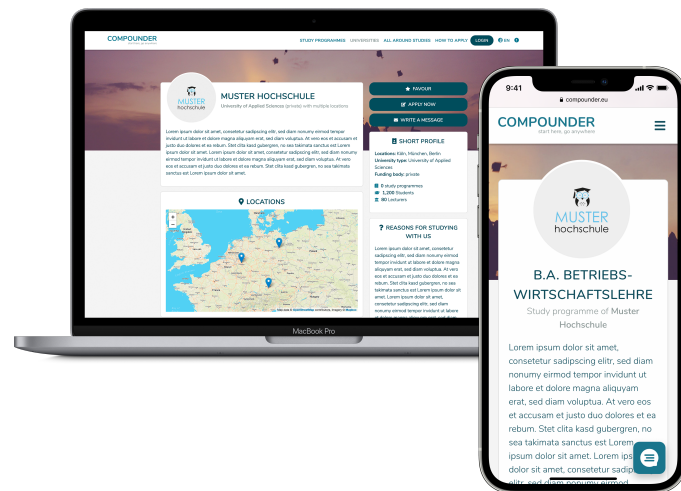 COMPOUNDER
start here, go anywhere
STUDY PROGRAMMES UNIVERSITIES ALL AROUND STUDIES HOW TO APPLY LOGIN EN
MUSTER
hochschule
MUSTER HOCHSCHULE
University of Applied Sciences (private) with multiple locations
Lorem ipsum dolor sit amet, consetetur sadipscing elitr, sed diam nonumy eirmod tempor
invidunt ut labore et dolore magna aliquyam erat, sed diam voluptua. At vero eos et accusam
et justo duo dolores et ea rebum. Stet clita kasd gubergren, no sea takimata sanctus est Lorem
ipsum dolor sit amet. Lorem ipsum dolor sit amet, consetetur sadipscing elitr, sed diam
nonumy eirmod tempor invidunt ut labore et dolore magna aliquyam erat, sed diam voluptua.
At vero eos et accusam et justo duo dolores et ea rebum. Stet clita kasd gubergren, no sea
takimata sanctus est Lorem ipsum dolor sit amet.
LOCATIONS
+
−
FAVOUR
APPLY NOW
WRITE A MESSAGE
SHORT PROFILE
Locations: Köln, München, Berlin
University type: University of Applied
Sciences
Funding body: private
0 study programmes
1,200 Students
80 Lecturers
REASONS FOR STUDYING
WITH US
Lorem ipsum dolor sit amet, consetetur
sadipscing elitr, sed diam nonumy
eirmod tempor invidunt ut labore et
dolore magna aliquyam erat, sed diam
voluptua. At vero eos et accusam et
justo duo dolores et ea rebum. Stet
clita kasd gubergren, no sea takimata
sanctus est Lorem ipsum dolor sit
amet. Lorem ipsum dolor sit amet,
consetetur sadipscing elitr, sed diam
nonumy eirmod tempor invidunt ut
MacBook Pro
9:41
compounder.eu
COMPOUNDER
start here, go anywhere
MUSTER
hochschule
B.A. BETRIEBS-
WIRTSCHAFTSLEHRE
Study programme of Muster
Hochschule
Lorem ipsum dolor sit amet,
consetetur sadipscing elitr, sed diam
nonumy eirmod tempor invidunt ut
labore et dolore magna aliquyam
erat, sed diam voluptua. At vero eos
et accusam et justo duo dolores et ea
rebum. Stet clita kasd gubergren, no
sea takimata sanctus est Lorem
ipsum dolor sit amet. Lorem ips
dolor sit amet, consetetur sadip
elitr, sed diam nonumy eirmod